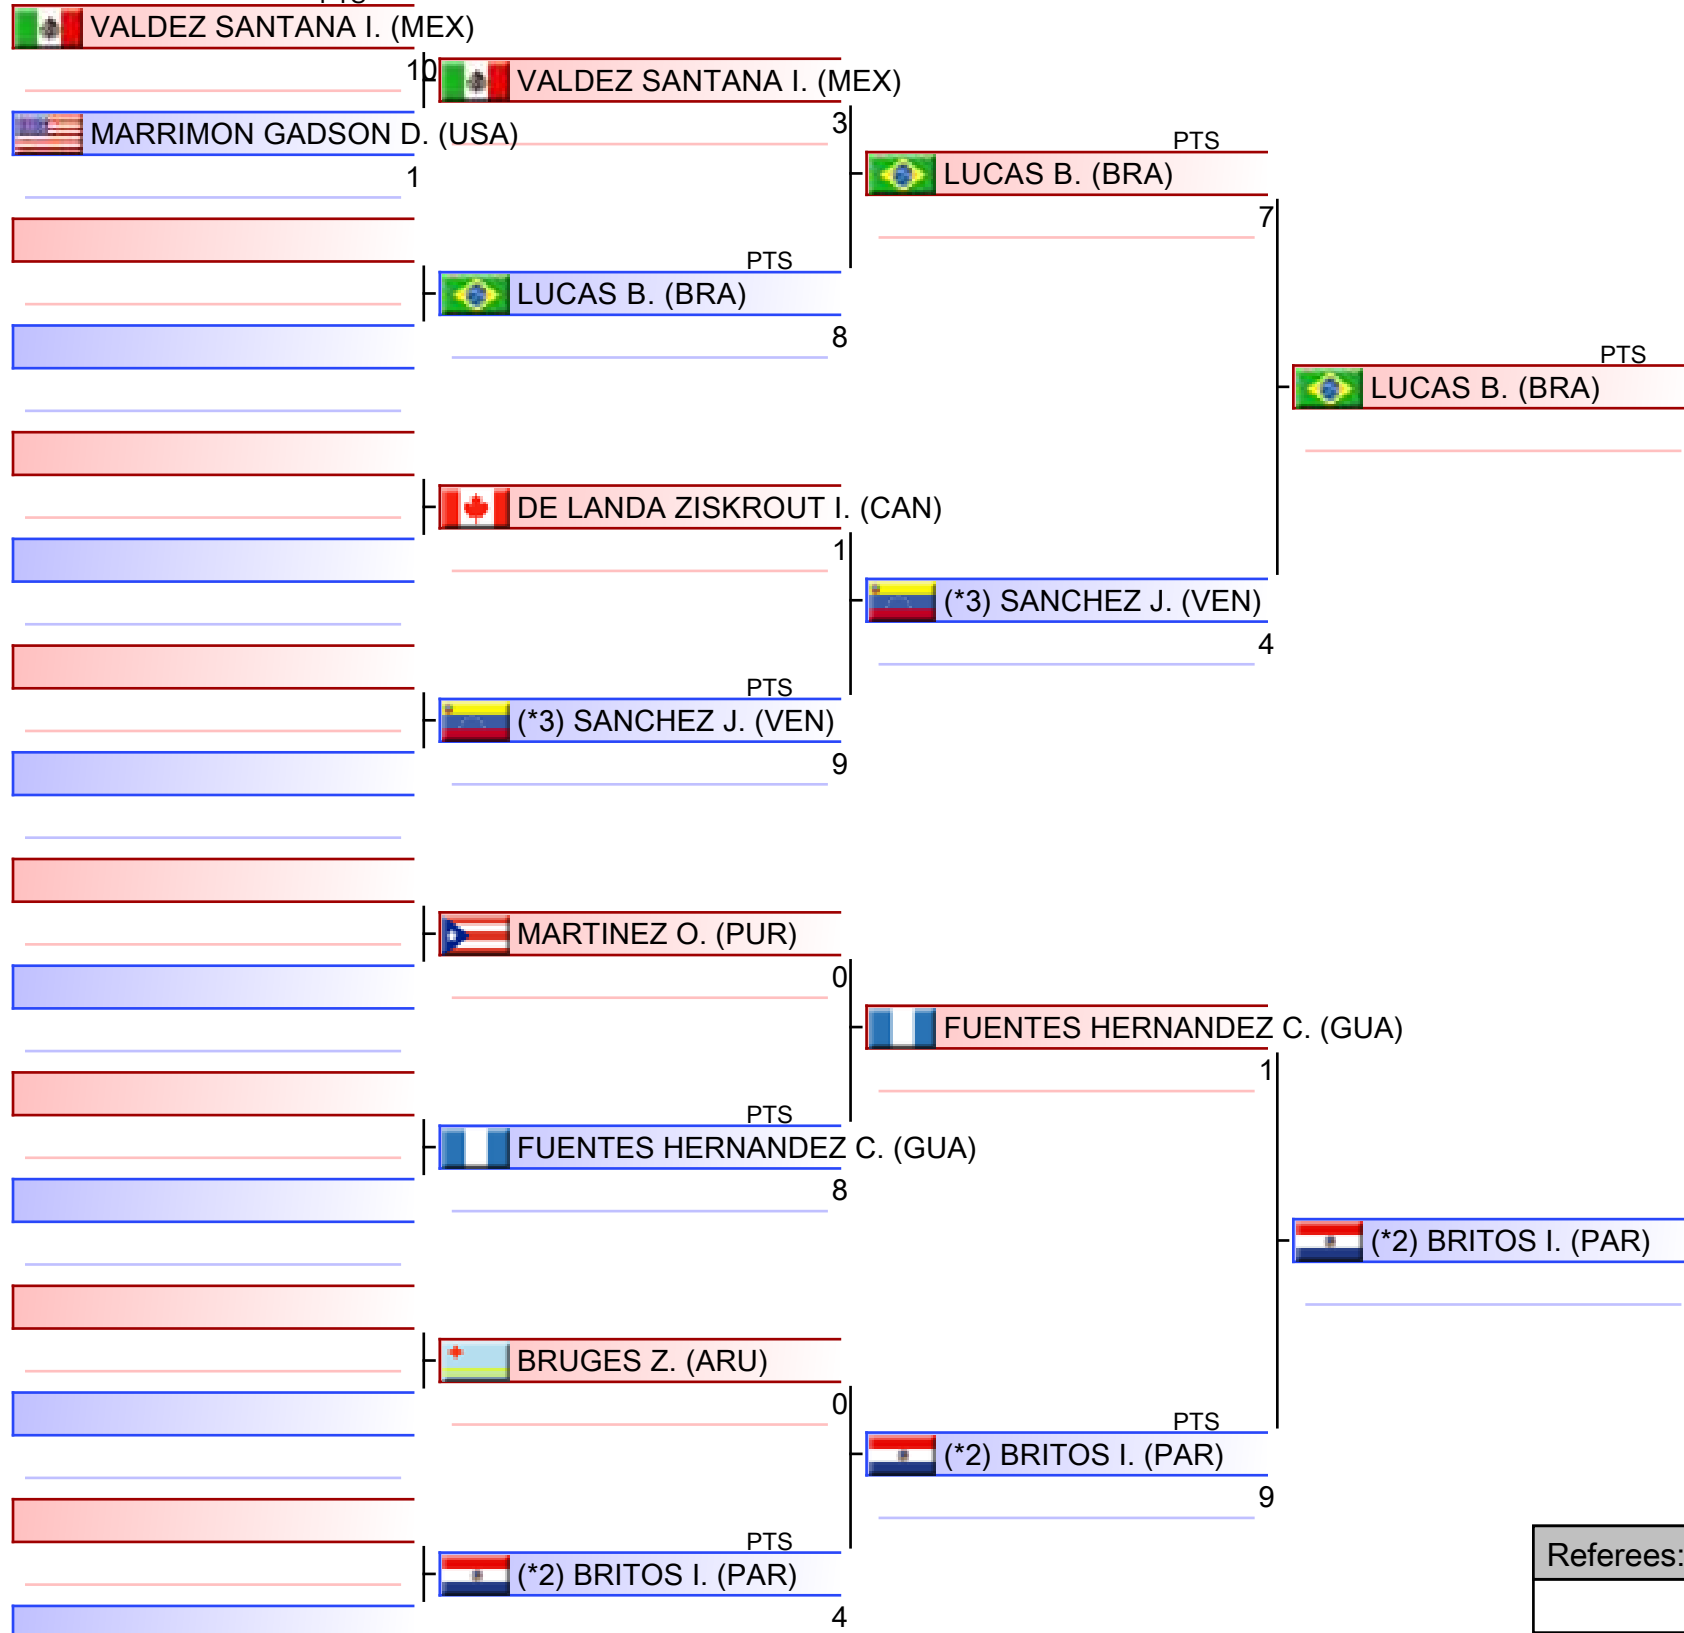 VALDEZ SANTANA I. (MEX)
10
MARRIMON GADSON D. (USA)
1
VALDEZ SANTANA I. (MEX)
3
PTS
LUCAS B. (BRA)
8
DE LANDA ZISKROUT I. (CAN)
1
PTS
(*3) SANCHEZ J. (VEN)
9
MARTINEZ O. (PUR)
0
PTS
FUENTES HERNANDEZ C. (GUA)
8
BRUGES Z. (ARU)
0
PTS
(*2) BRITOS I. (PAR)
4
PTS
LUCAS B. (BRA)
7
(*3) SANCHEZ J. (VEN)
4
FUENTES HERNANDEZ C. (GUA)
1
PTS
(*2) BRITOS I. (PAR)
9
PTS
LUCAS B. (BRA)
(*2) BRITOS I. (PAR)
Referees: